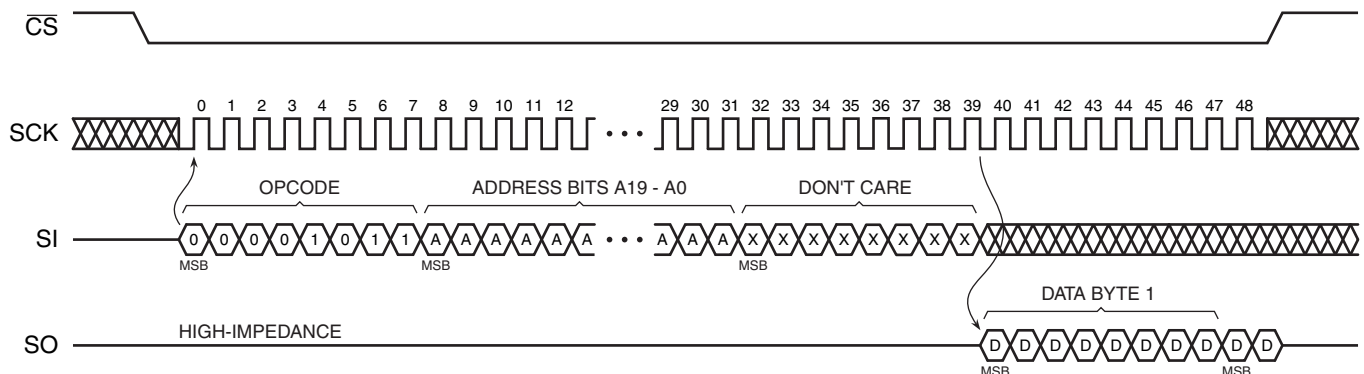 CS
0 1 2 3 4 5 6 7 8 9 10 11 12 29 30 31 32 33 34 35 36 37 38 39 40 41 42 43 44 45 46 47 48
SCK
OPCODE ADDRESS BITS A19 - A0 DON'T CARE
SI 0 0 0 0 1 0 1 1 A A A A A A A A A X X X X X X X X
MSB MSB MSB
DATA BYTE 1
HIGH-IMPEDANCE
SO D D D D D D D D D D
MSB MSB